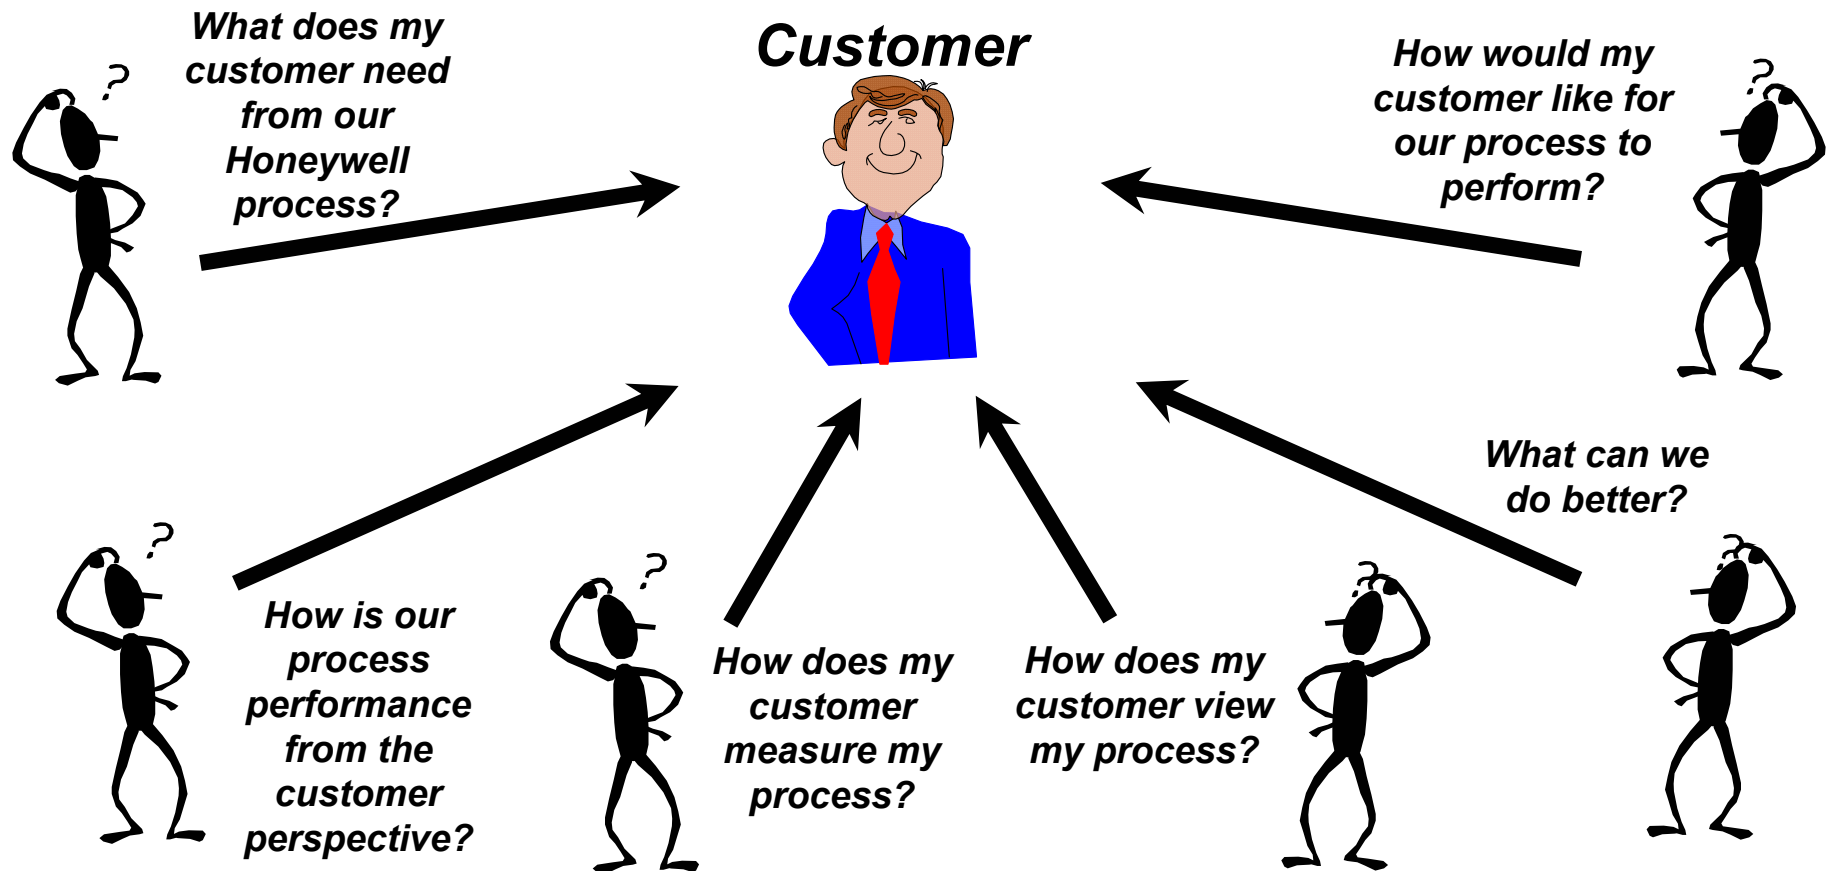 What does my
customer need
from our
Honeywell
process?
Customer
How would my
customer like for
our process to
perform?
What can we
do better?
How is our
process
performance
from the
customer
perspective?
How does my
customer
measure my
process?
How does my
customer view
my process?
?
?
?
?
?
?